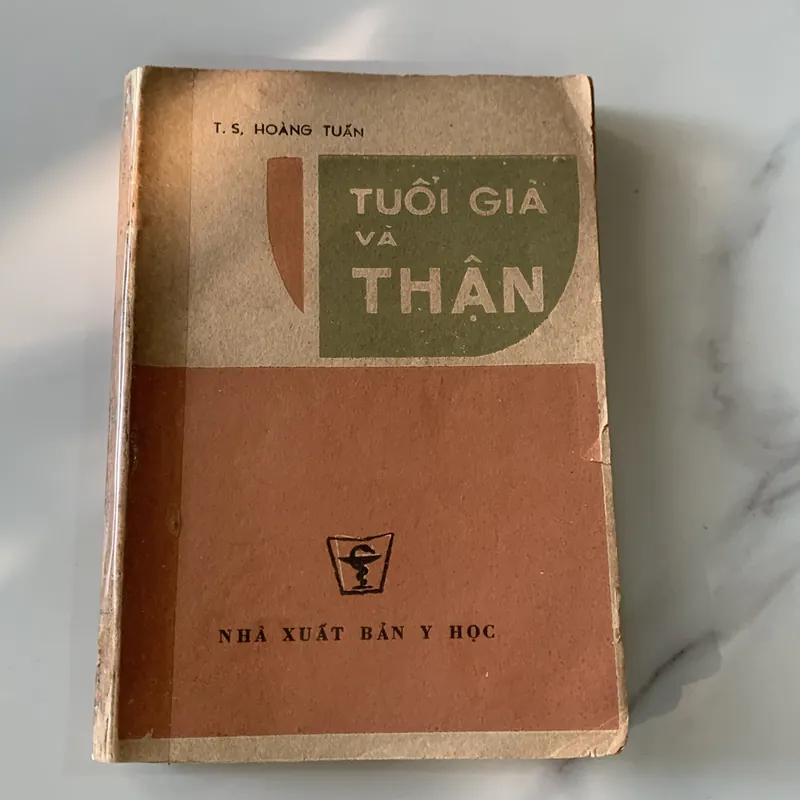 T. S, HOÀNG TUẤN
TUỔI GIÀ
VÀ
THẬN
NHÀ XUẤT BẢN Y HỌC